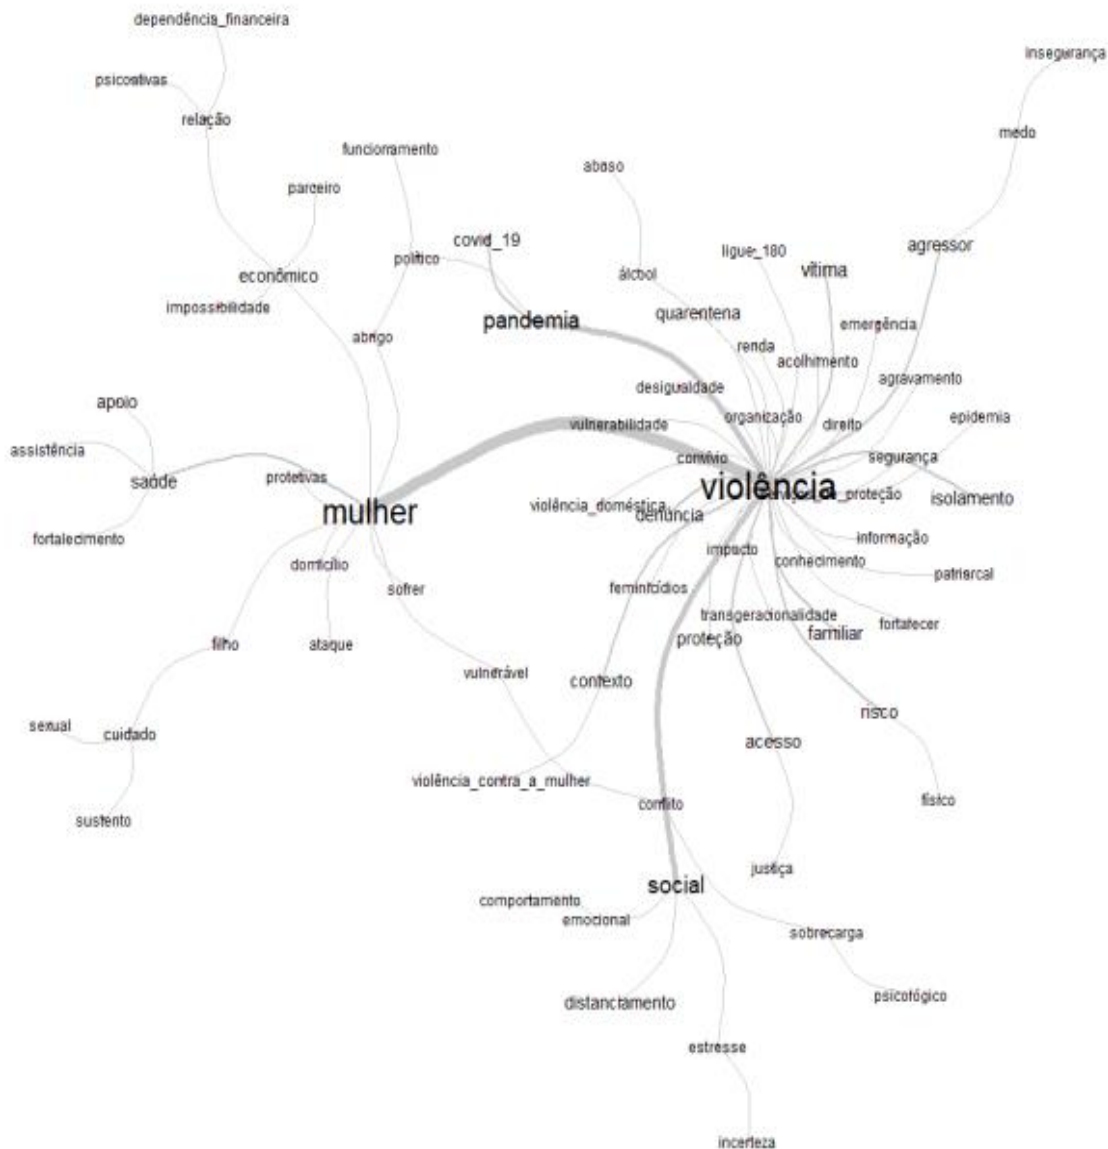 dependência_financeira
insegurança
psicoativas
relação
medo
funcionamento
abuso
parceiro
covid_19
agressor
ligue_180
político
vítima
econômico
álcool
impossibilidade
quarentena
pandemia
emergência
abrigo
renda
acolhimento
agravamento
desigualdade
apoio
organização
epidemia
vulnerabilidade
direito
assistência
convívio
segurança
saúde
protetivas
violência
proteção
isolamento
violência_doméstica
mulher
denúncia
fortalecimento
informação
impacto
conhecimento
domicílio
patriarcal
sofrer
feminicídios
transgeracionalidade
fortalecer
filho
ataque
proteção
familiar
vulnerável
contexto
risco
sexual
cuidado
acesso
violência_contra_a_mulher
físico
conflito
sustento
justiça
social
comportamento
emocional
sobrecarga
distanciamento
psicológico
estresse
incerteza